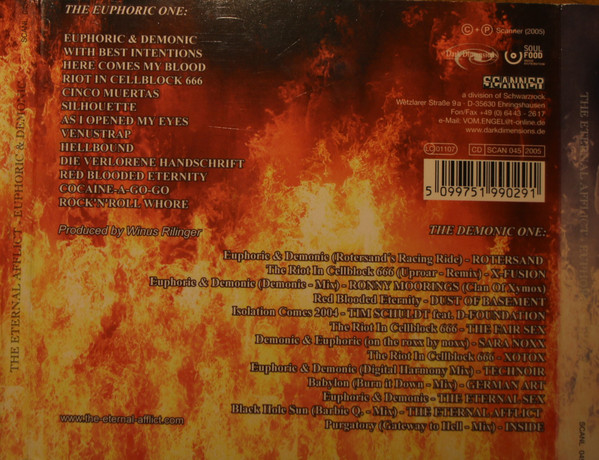 THE ETERNAL AFFLICT - EUPHORIC & DEMONIC
THE EUPHORIC ONE:
EUPHORIC & DEMONIC
WITH BEST INTENTIONS
HERE COMES MY BLOOD
RIOT IN CELLBLOCK 666
CINCO MUERTAS
SILHOUETTE
AS I OPENED MY EYES
VENUSTRAP
HELLBOUND
DIE VERLORENE HANDSCHRIFT
RED BLOODED ETERNITY
COCAINE-A-GO-GO
ROCK'N'ROLL WHORE
Produced by Winus Rilinger
www.the-eternal-afflict.com
© + ℗ Scanner (2005)
SOUL
FOOD
SCANNER
a division of Schwarzrock
Witzlarer Straße 9a - D-35630 Ehringshausen
Fon/Fax +49 (0) 64 43 - 2617
e-Mail: VOM.ENGEL@t-online.de
www.darkdimensions.de
LC 01107
CD SCAN 045 2005
5 099751 990291
THE DEMONIC ONE:.
Euphoric & Demonic (Rotersand's Racing Ride) - ROTERSAND
The Riot In Cellblock 666 (Uproar - Remix) - X-FUSION
Euphoric & Demonic (Demonic - Mix) - RONNY MOORINGS (Clan Of Xymox)
Red Blooded Eternity - DUST OF BASEMENT
Isolation Comes 2004 - TIM SCHULDT feat. D-FOUNDATION
The Riot In Cellblock 666 - THE FAIR SEX
Demonic & Euphoric (on the roxx by noxx) - SARA NOXX
The Riot In Cellblock 666 - XOTOX
Euphoric & Demonic (Digital Harmony Mix) - TECHNOIR
Babylon (Burn it Down - Mix) - GERMAN ART
Euphoric & Demonic - THE ETERNAL SEX
Black Hole Sun (Barbie Q. - Mix) - THE ETERNAL AFFLICT
Purgatory (Gateway to Hell - Mix) - INSIDE